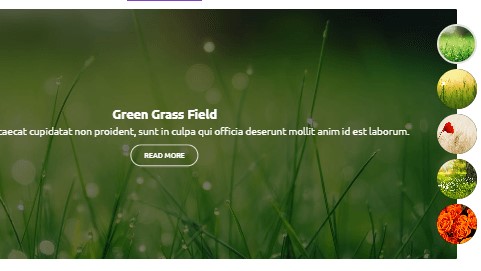 Green Grass Field
caecat cupidatat non proident, sunt in culpa qui officia deserunt mollit anim id est laborum.
READ MORE